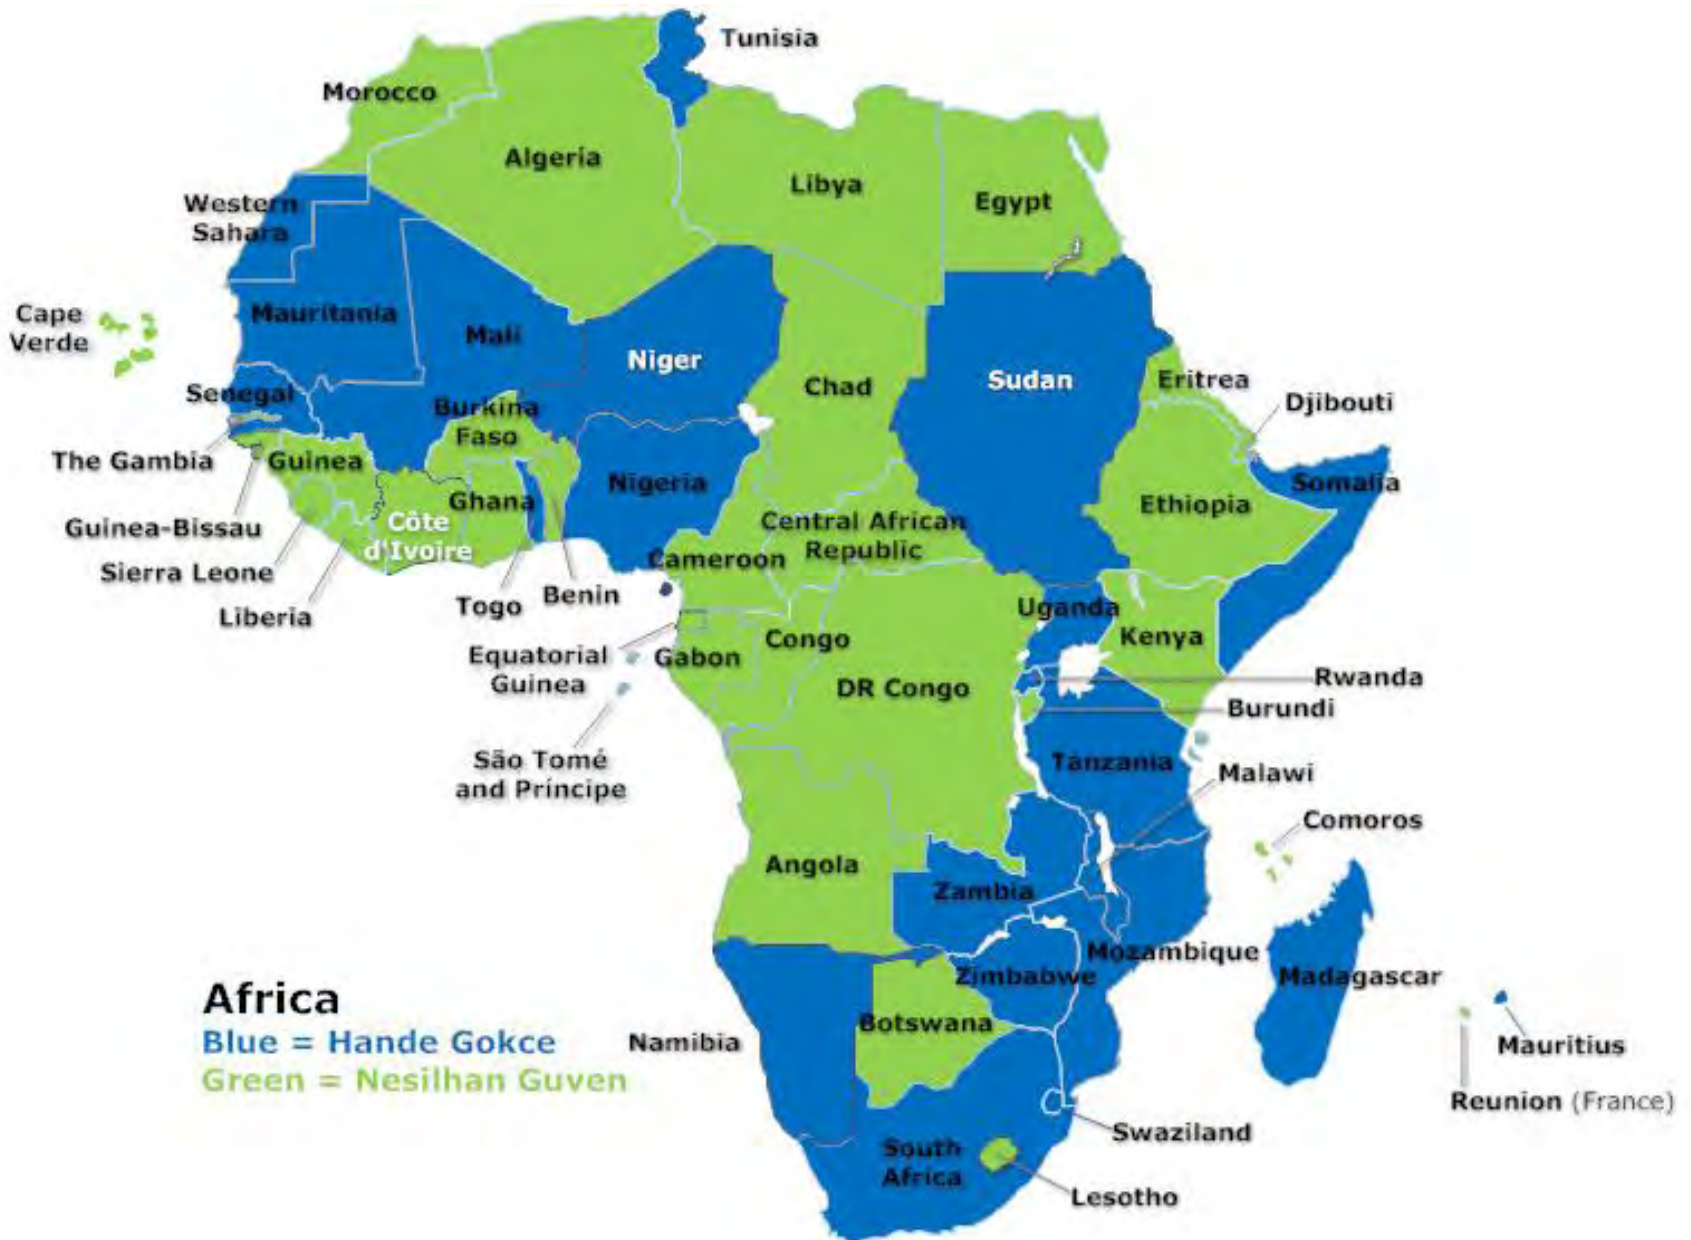 Tunisia
Morocco
Algeria
Libya
Egypt
Western
Sahara
Cape
Verde
Mauritania
Mali
Niger
Chad
Sudan
Eritrea
Djibouti
Senegal
Burkina
Faso
The Gambia
Guinea
Nigeria
Somalia
Ghana
Ethiopia
Guinea-Bissau
Côte
d'Ivoire
Central African
Republic
Cameroon
Sierra Leone
Liberia
Togo
Benin
Uganda
Kenya
Congo
Equatorial
Guinea
Gabon
DR Congo
Rwanda
Burundi
São Tomé
and Príncipe
Tanzania
Malawi
Comoros
Angola
Zambia
Mozambique
Zimbabwe
Madagascar
Africa
Blue = Hande Gokce
Green = Nesilhan Guven
Namibia
Botswana
Mauritius
Reunion (France)
Swaziland
South
Africa
Lesotho